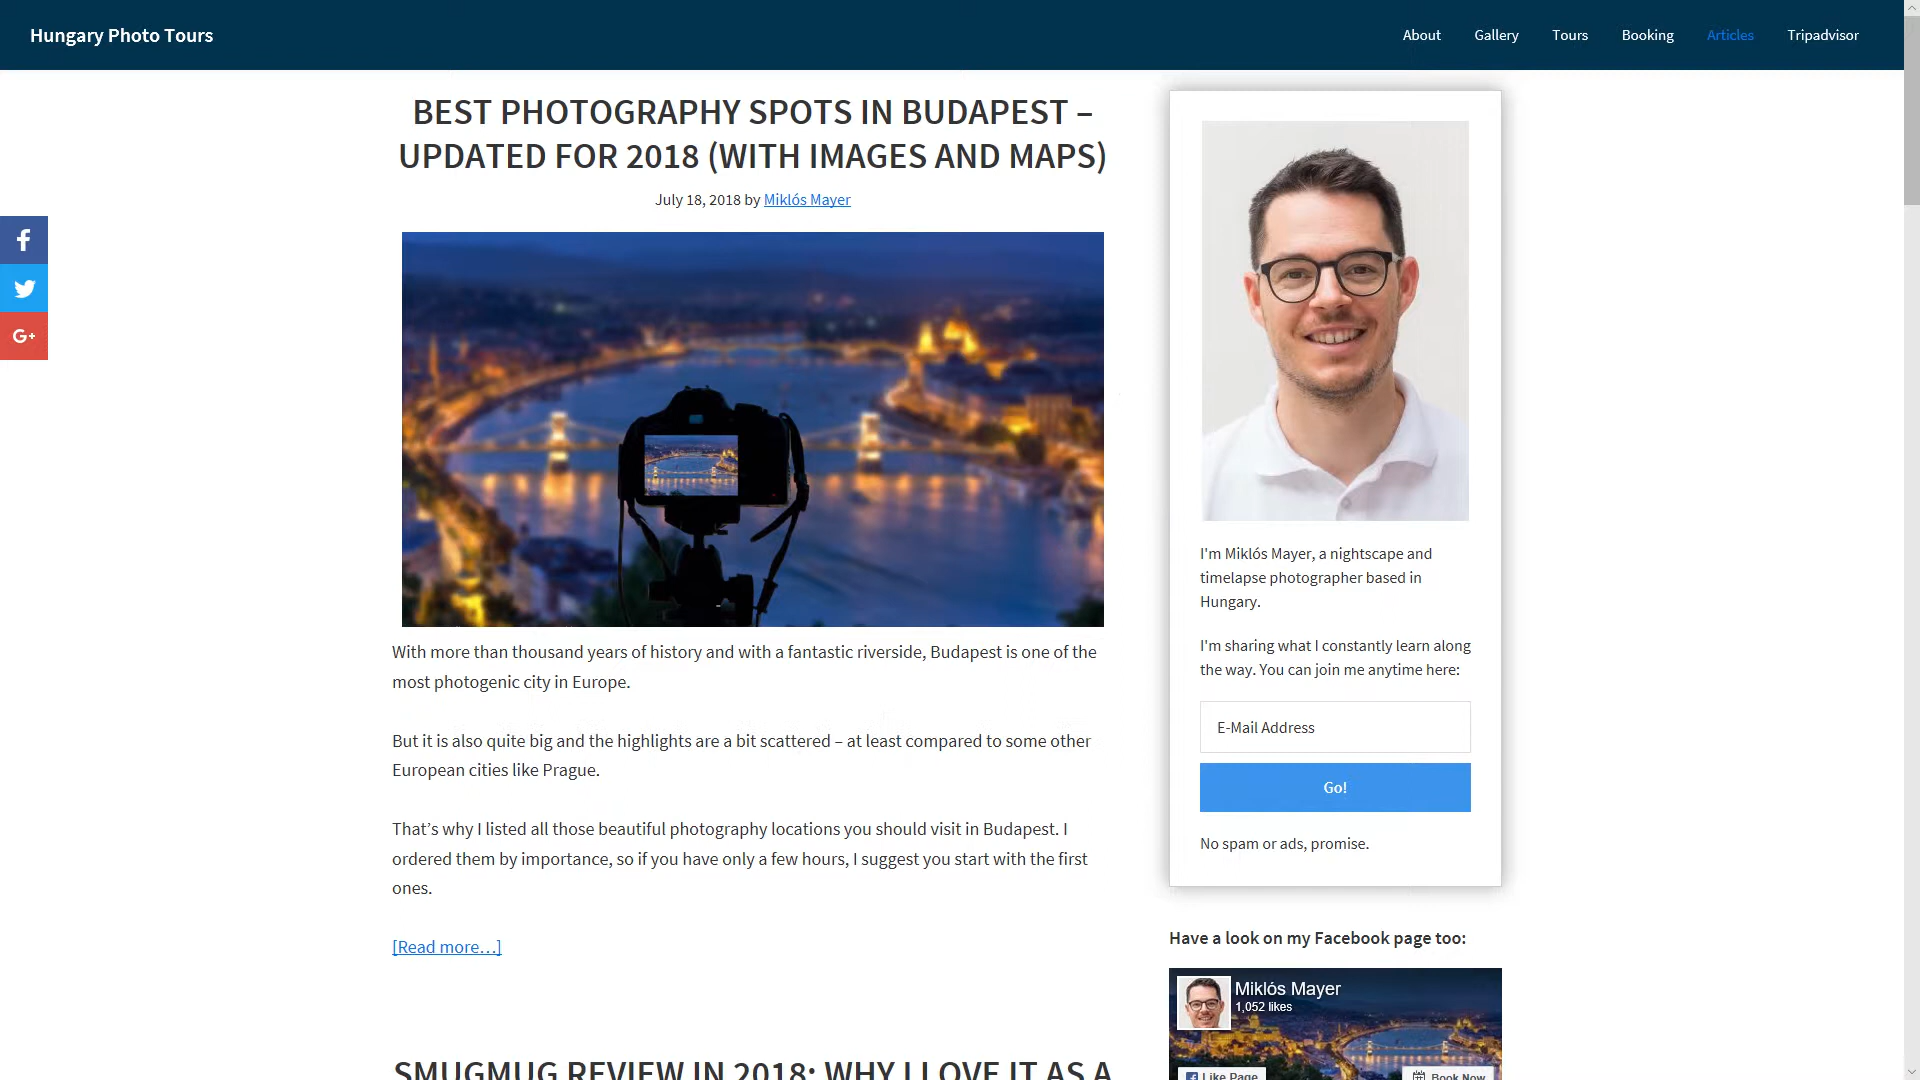 Hungary Photo Tours
About Gallery Tours Booking Articles Tripadvisor
BEST PHOTOGRAPHY SPOTS IN BUDAPEST –
UPDATED FOR 2018 (WITH IMAGES AND MAPS)
July 18, 2018 by Miklós Mayer
G+
With more than thousand years of history and with a fantastic riverside, Budapest is one of the
most photogenic city in Europe.
But it is also quite big and the highlights are a bit scattered – at least compared to some other
European cities like Prague.
That’s why I listed all those beautiful photography locations you should visit in Budapest. I
ordered them by importance, so if you have only a few hours, I suggest you start with the first
ones.
[Read more…]
SMUGMUG REVIEW IN 2018: WHY I LOVE IT AS A
I'm Miklós Mayer, a nightscape and
timelapse photographer based in
Hungary.
I'm sharing what I constantly learn along
the way. You can join me anytime here:
E-Mail Address
Go!
No spam or ads, promise.
Have a look on my Facebook page too:
Miklós Mayer
1,052 likes
Like Page
Book Now